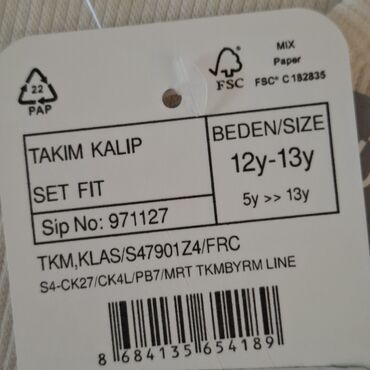 22
PAP
FSC
MIX
Paper
FSC® C182835
TAKIM KALIP
SET FIT
Sip No: 971127
BEDEN/SIZE
12y-13y
5y >> 13y
TKM,KLAS/S47901Z4/FRC
S4-CK27/CK4L/PB7/MRT TKMBYRM LINE
8 684135 654189